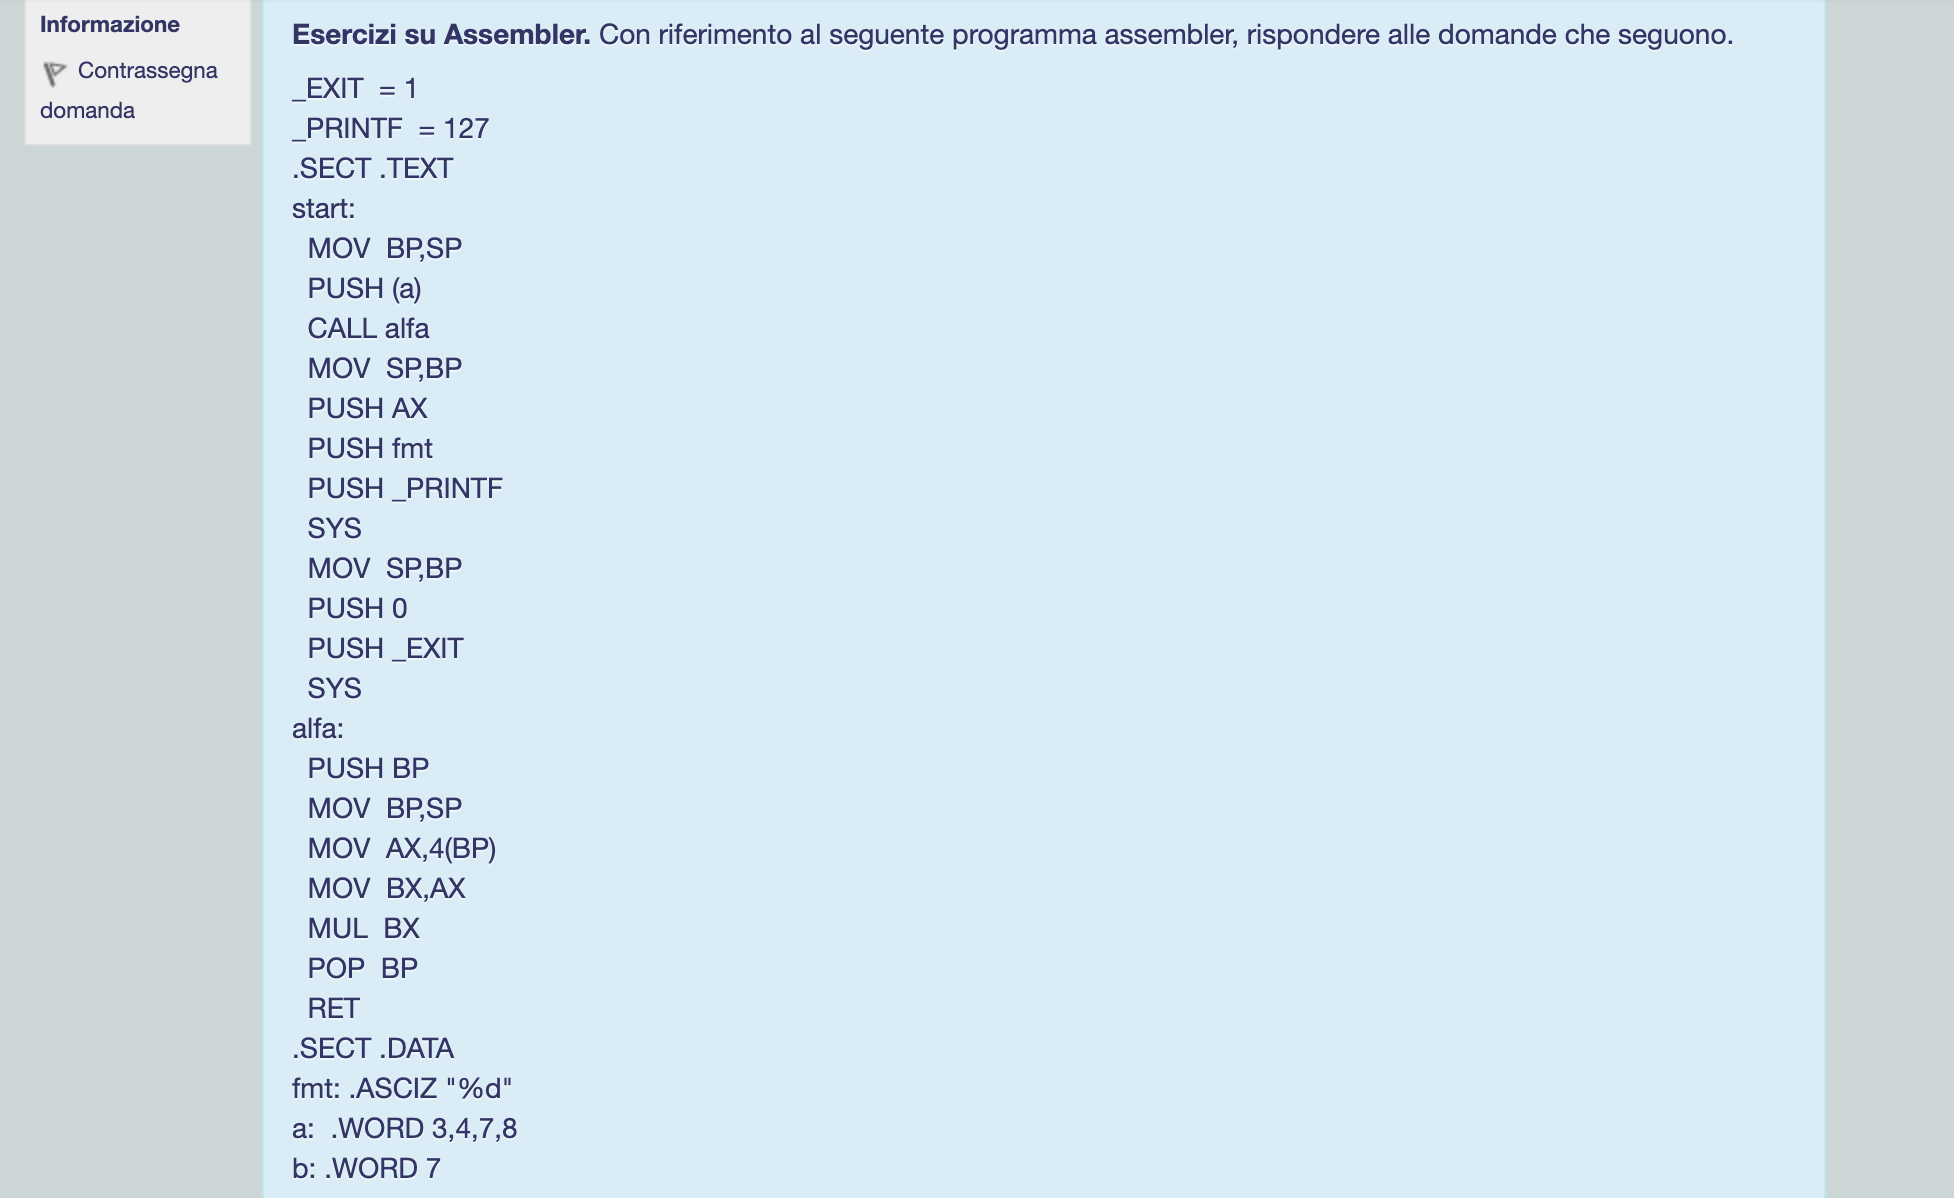 Informazione
Contrassegna
domanda
Esercizi su Assembler. Con riferimento al seguente programma assembler, rispondere alle domande che seguono.
_EXIT = 1
_PRINTF = 127
.SECT .TEXT
start:
MOV BP,SP
PUSH (a)
CALL alfa
MOV SP,BP
PUSH AX
PUSH fmt
PUSH _PRINTF
SYS
MOV SP,BP
PUSH 0
PUSH _EXIT
SYS
alfa:
PUSH BP
MOV BP,SP
MOV AX,4(BP)
MOV BX,AX
MUL BX
POP BP
RET
.SECT .DATA
fmt: .ASCIZ "%d"
a: .WORD 3,4,7,8
b: .WORD 7